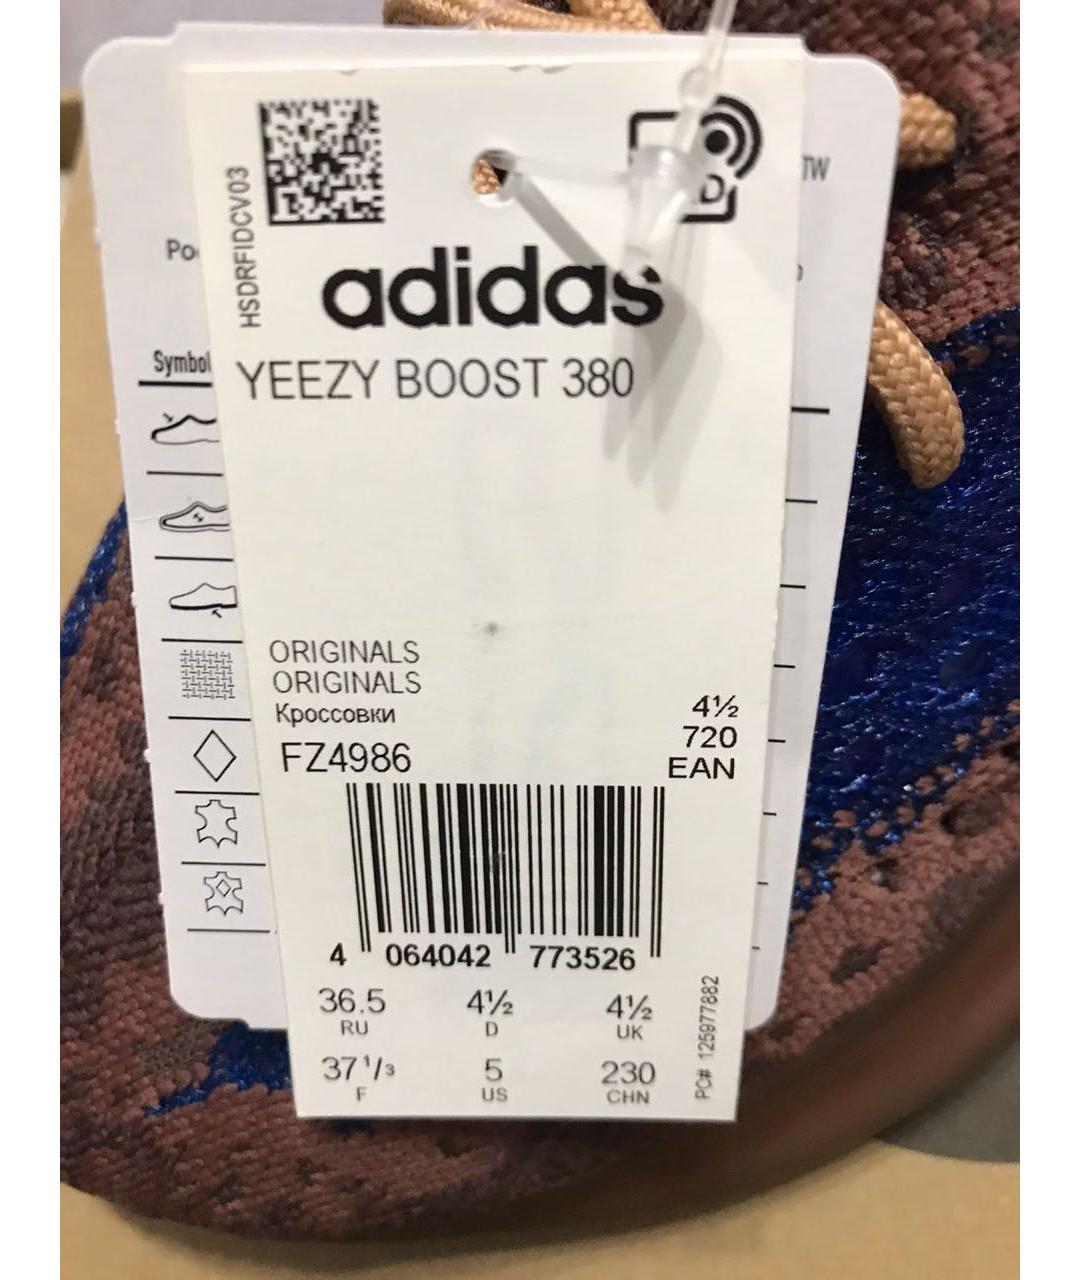 HSDRFIDCV03
TW
adidas
Symbol
YEEZY BOOST 380
ORIGINALS
ORIGINALS
Кроссовки
4½
720
FZ4986
EAN
4 064042 773526
36.5 4½ 4½
RU D UK
37 1/3 5 230
F US CHN
PO# 125977882